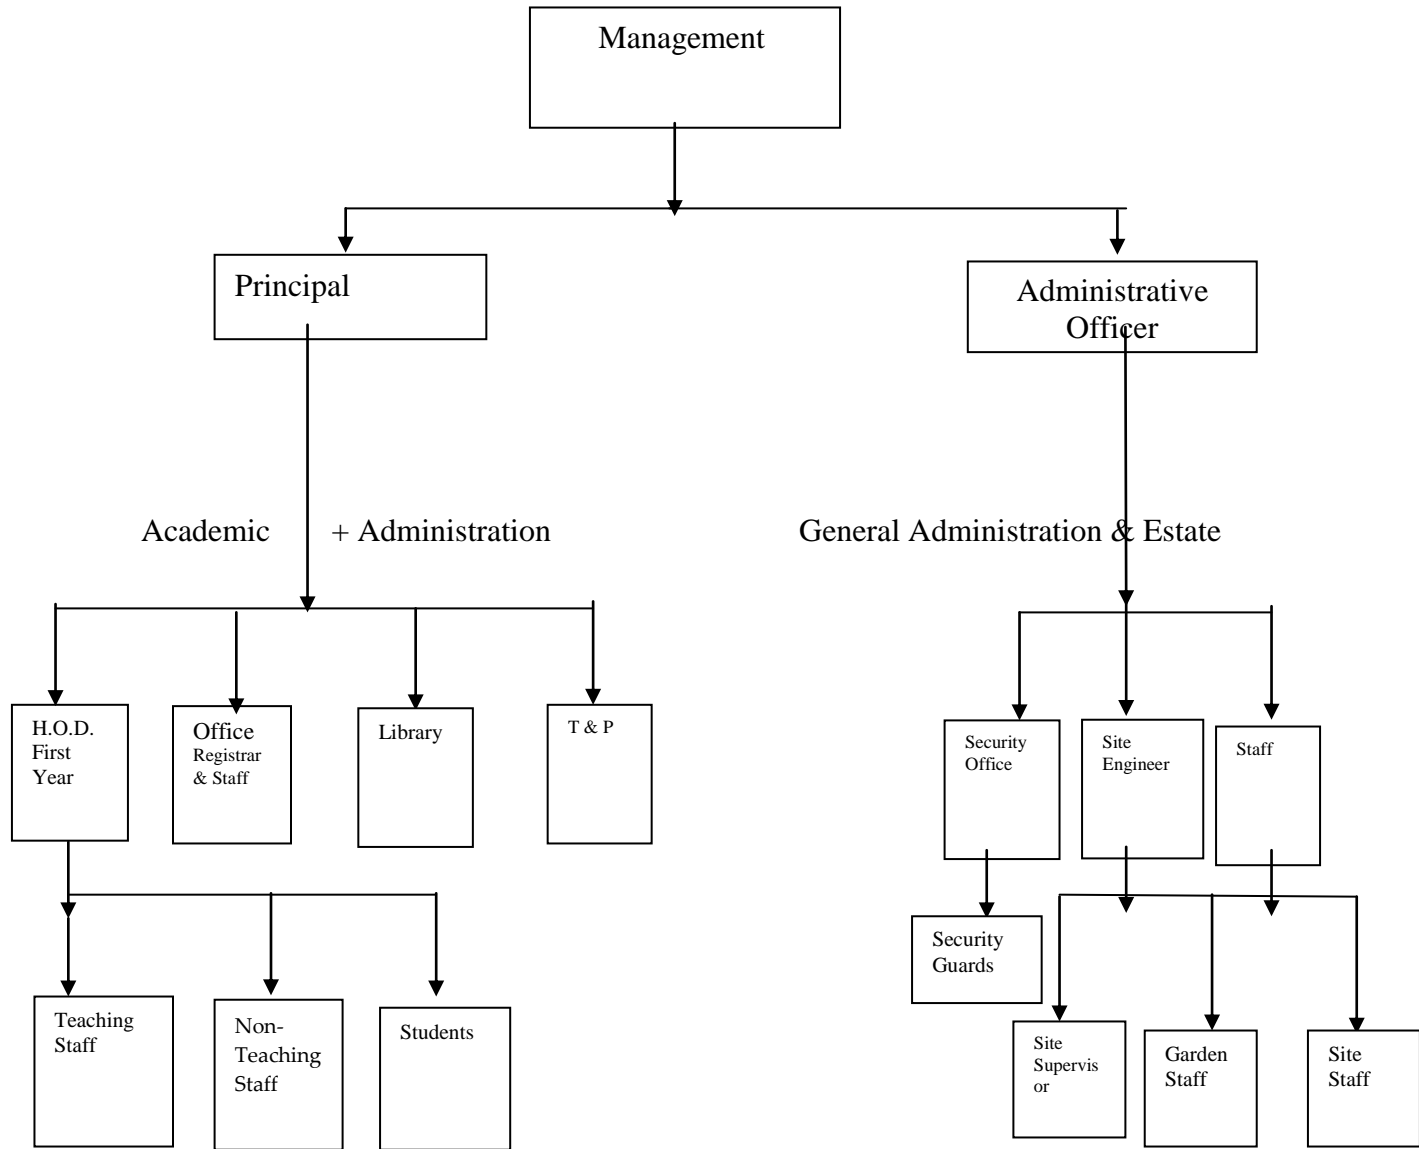 Management
Principal
Administrative
Officer
Academic + Administration
General Administration & Estate
H.O.D.
First
Year
Office
Registrar
& Staff
Library
T & P
Security
Office
Site
Engineer
Staff
Security
Guards
Teaching
Staff
Non-
Teaching
Staff
Students
Site
Supervis
or
Garden
Staff
Site
Staff